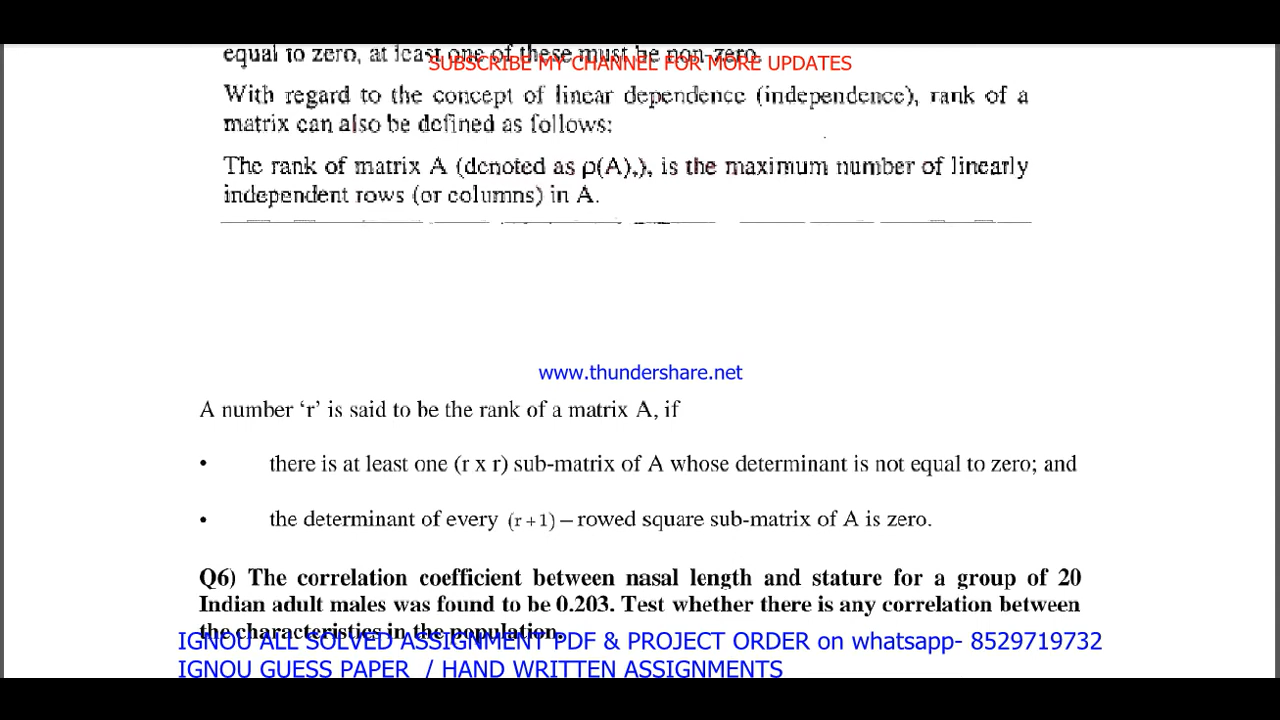 equal to zero, at least one of these must be non-zero.
SUBSCRIBE MY CHANNEL FOR MORE UPDATES
With regard to the concept of linear dependence (independence), rank of a
matrix can also be defined as follows:
The rank of matrix A (denoted as ρ(A),), is the maximum number of linearly
independent rows (or columns) in A.
www.thundershare.net
A number ‘r’ is said to be the rank of a matrix A, if
• there is at least one (r x r) sub-matrix of A whose determinant is not equal to zero; and
• the determinant of every (r+1) – rowed square sub-matrix of A is zero.
Q6) The correlation coefficient between nasal length and stature for a group of 20
Indian adult males was found to be 0.203. Test whether there is any correlation between
the characteristics in the population.
IGNOU ALL SOLVED ASSIGNMENT PDF & PROJECT ORDER on whatsapp- 8529719732
IGNOU GUESS PAPER / HAND WRITTEN ASSIGNMENTS